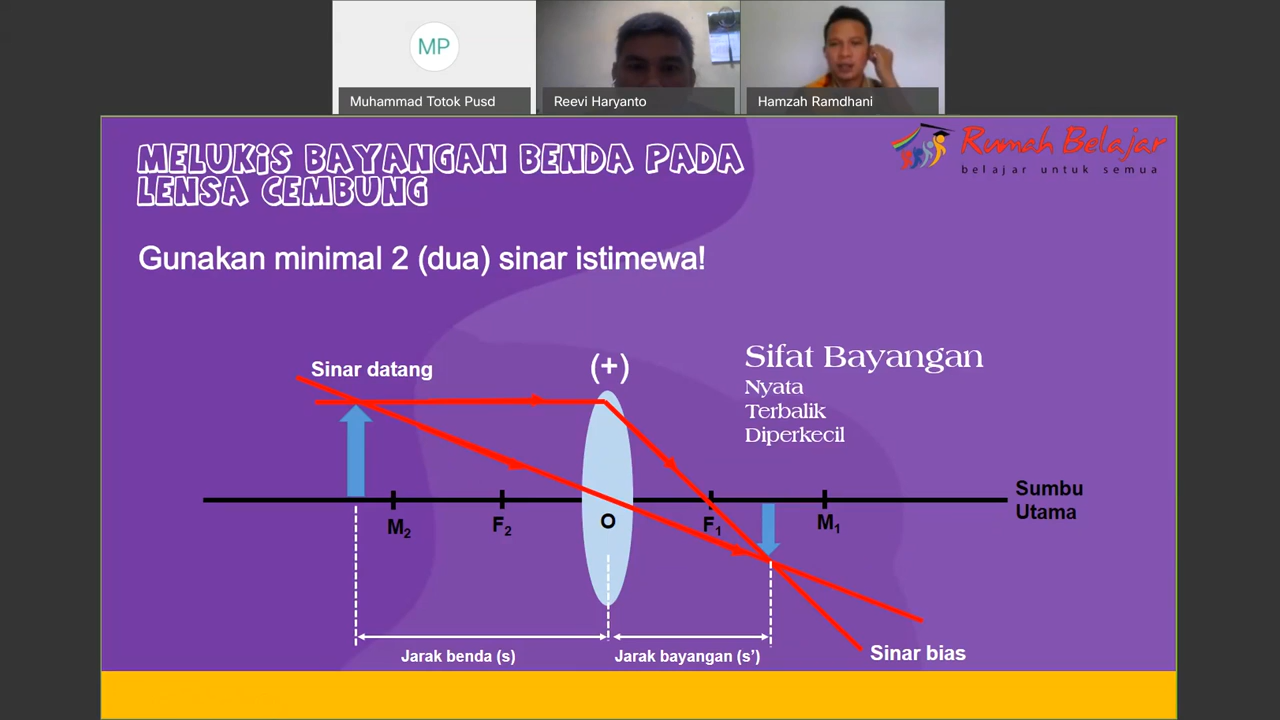 MP
Muhammad Totok Pusd
Reevi Haryanto
Hamzah Ramdhani
MELUKiS BAYANGAN BENDA PADA
LENSA CEMBUNG
Rumah Belajar
belajar untuk semua
Gunakan minimal 2 (dua) sinar istimewa!
Sinar datang
(+)
Sifat Bayangan
Nyata
Terbalik
Diperkecil
Sumbu
Utama
M2
F2
O
F1
M1
Jarak benda (s)
Jarak bayangan (s’)
Sinar bias